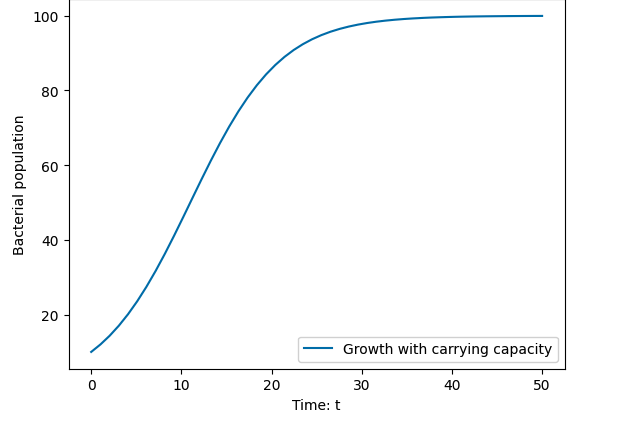 100
80
60
40
20
Bacterial population
Growth with carrying capacity
0 10 20 30 40 50
Time: t